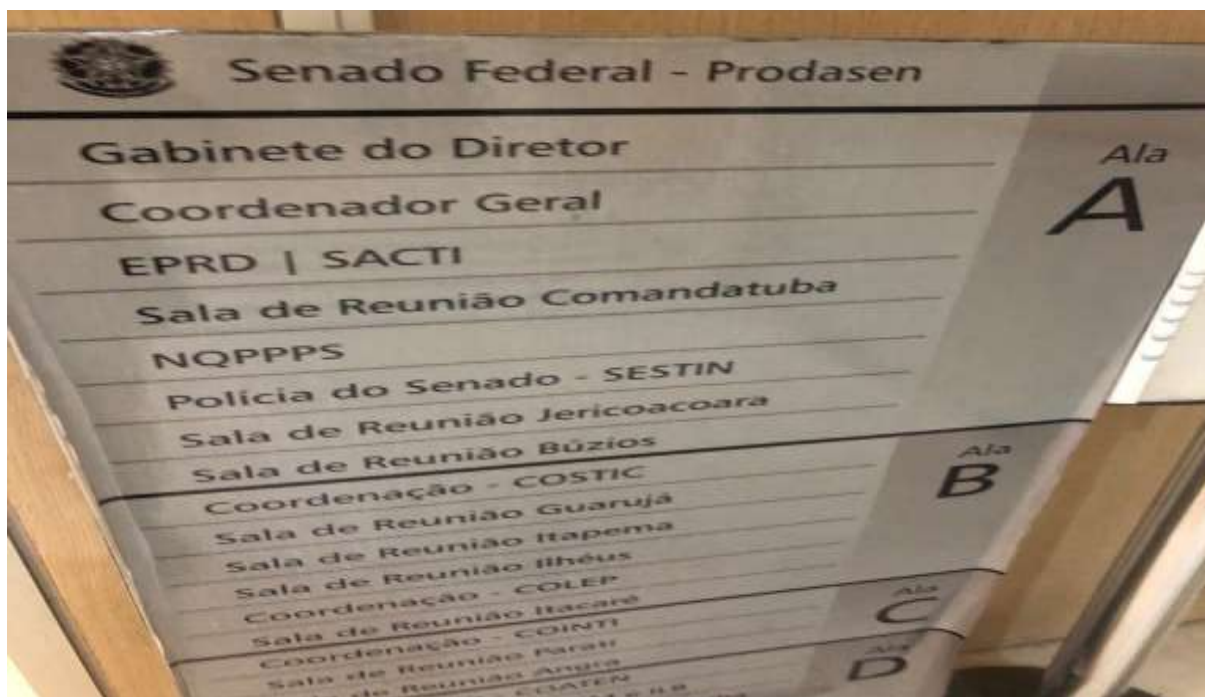 Senado Federal - Prodasen
Ala
A
Gabinete do Diretor
Coordenador Geral
EPRD | SACTI
Sala de Reunião Comandatuba
NQPPPS
Polícia do Senado - SESTIN
Sala de Reunião Jericoacoara
Sala de Reunião Búzios
Ala
B
Coordenação - COSTIC
Sala de Reunião Guarujá
Sala de Reunião Itapema
Sala de Reunião Ilhéus
Coordenação - COLEP
Sala de Reunião Itacaré
Ala
C
Coordenação - COINTI
Sala de Reunião Parati
de Reunião Angra
Ala
D
COATEN